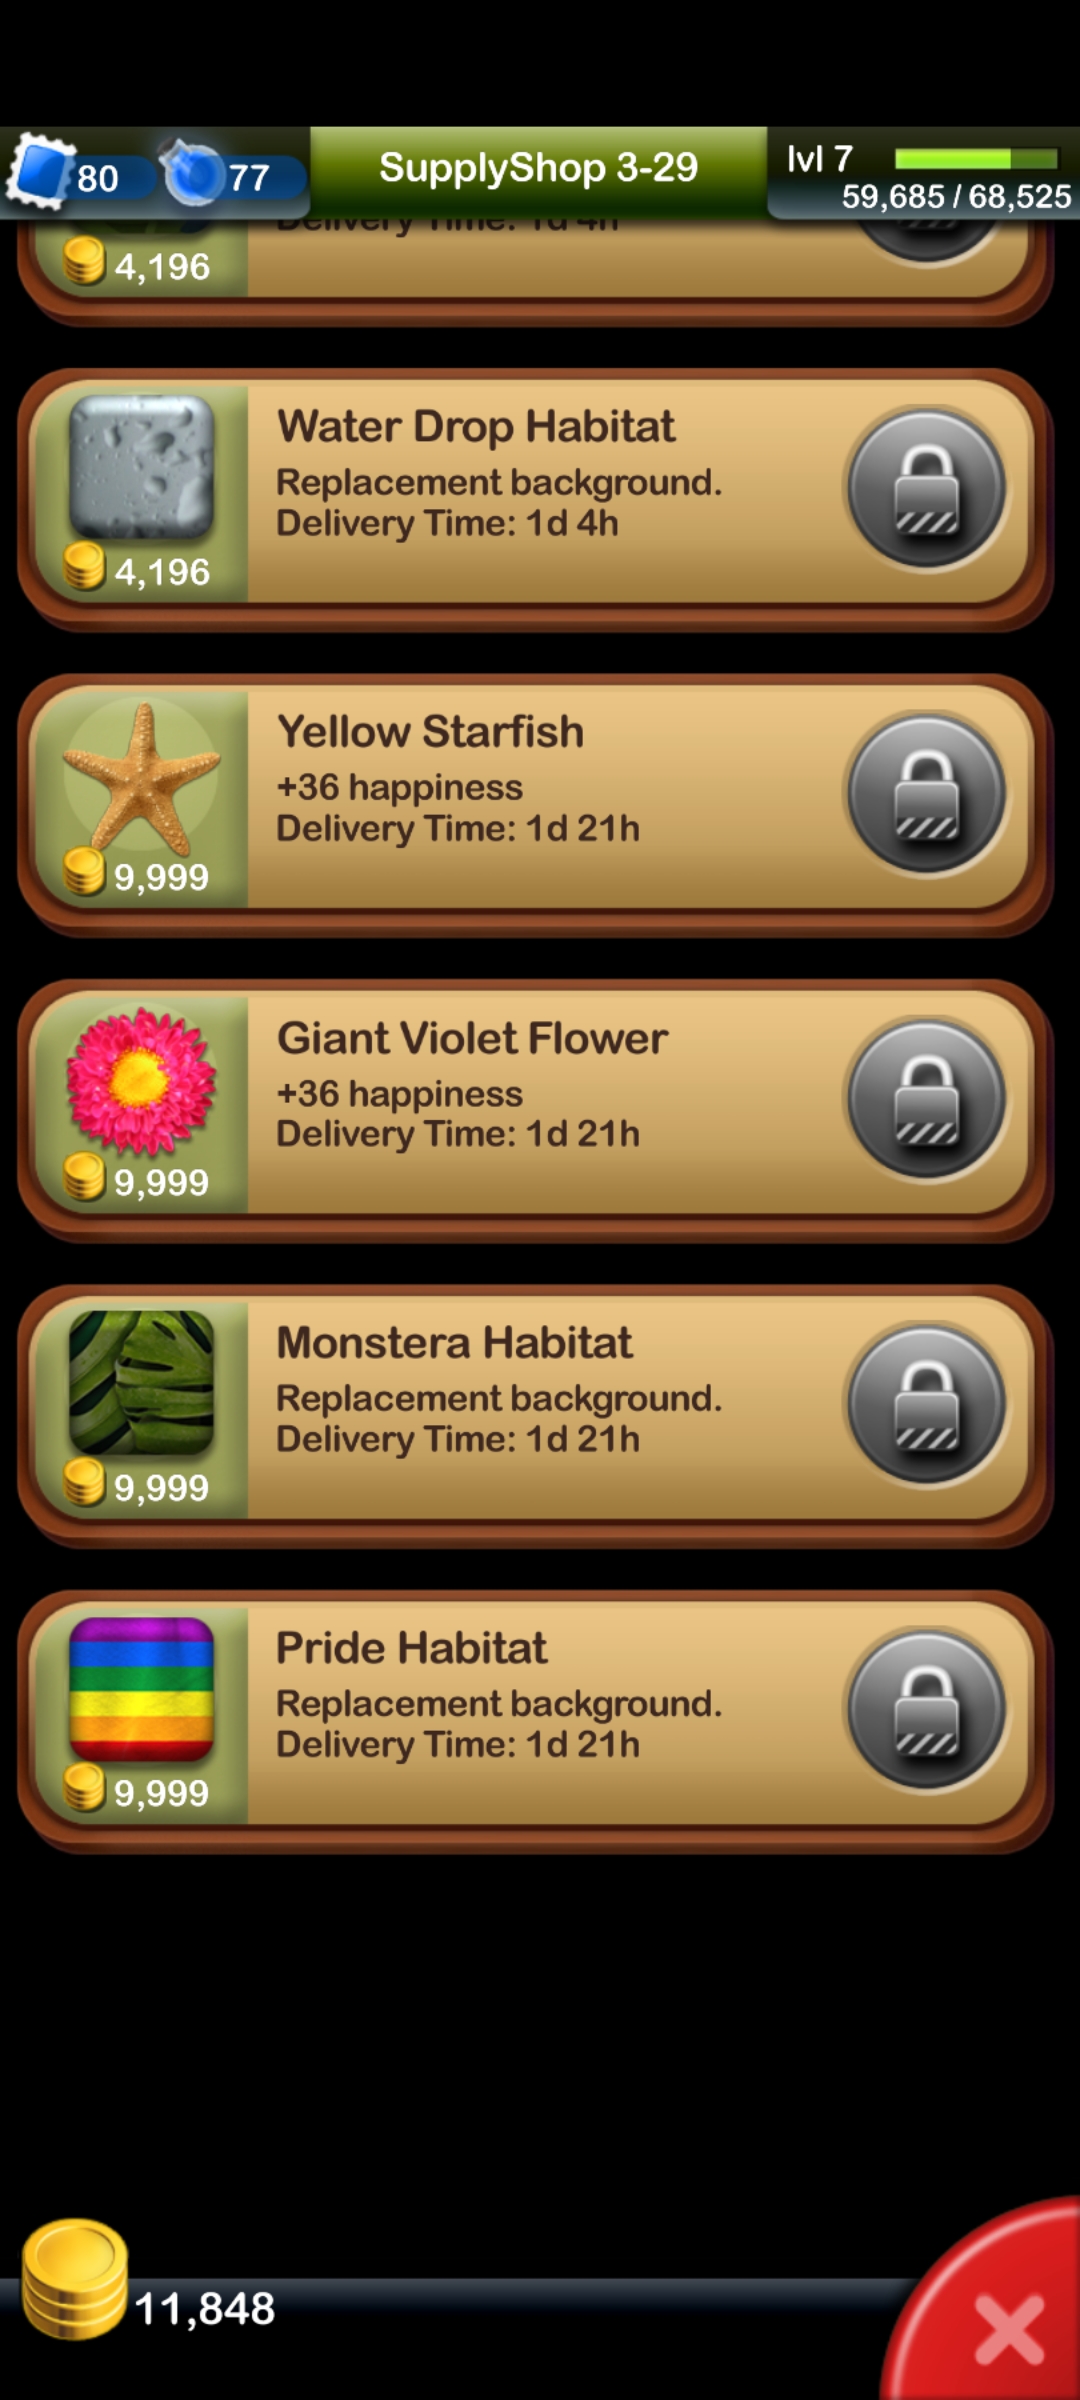 80
77
SupplyShop 3-29
lvl 7
59,685 / 68,525
Delivery Time: 1d 4h
4,196
Water Drop Habitat
Replacement background.
Delivery Time: 1d 4h
4,196
Yellow Starfish
+36 happiness
Delivery Time: 1d 21h
9,999
Giant Violet Flower
+36 happiness
Delivery Time: 1d 21h
9,999
Monstera Habitat
Replacement background.
Delivery Time: 1d 21h
9,999
Pride Habitat
Replacement background.
Delivery Time: 1d 21h
9,999
11,848